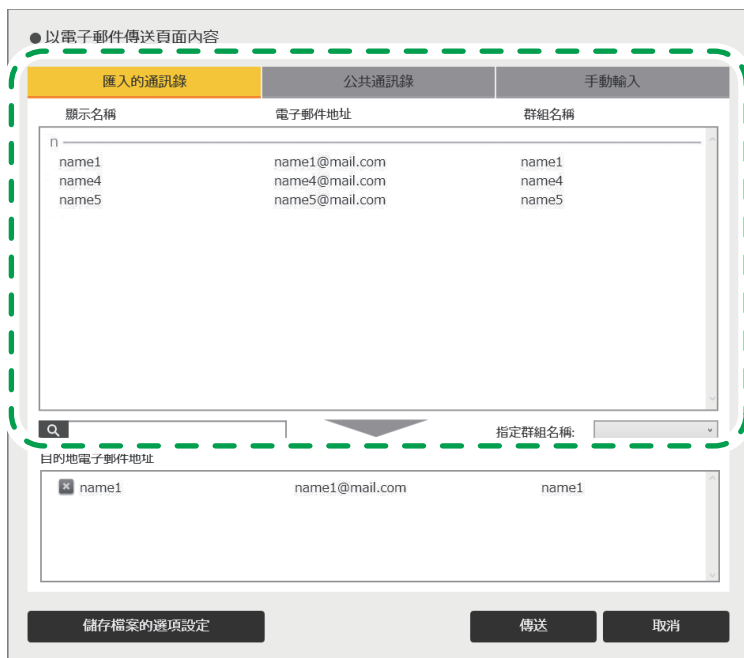 ●以電子郵件傳送頁面內容
匯入的通訊錄 公共通訊錄 手動輸入
顯示名稱 電子郵件地址 群組名稱
n
name1 name1@mail.com name1
name4 name4@mail.com name4
name5 name5@mail.com name5
指定群組名稱:
目的地電子郵件地址
name1 name1@mail.com name1
儲存檔案的選項設定 傳送 取消